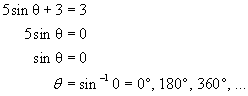 5sin θ + 3 = 3
5sin θ = 0
sin θ = 0
θ = sin⁻¹ 0 = 0°, 180°, 360°, ...